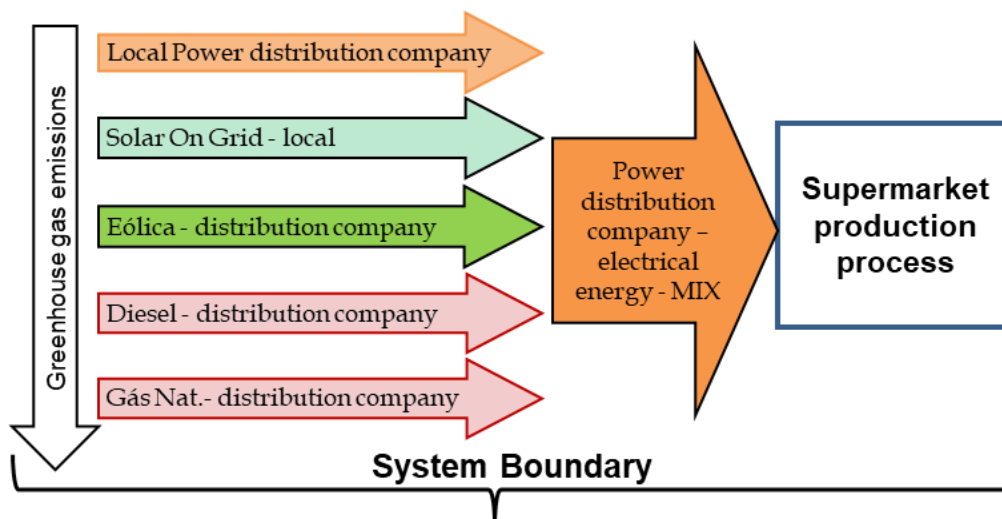 Greenhouse gas emissions
Local Power distribution company
Solar On Grid - local
Eólica - distribution company
Diesel - distribution company
Gás Nat.- distribution company
Power
distribution
company –
electrical
energy - MIX
Supermarket
production
process
System Boundary